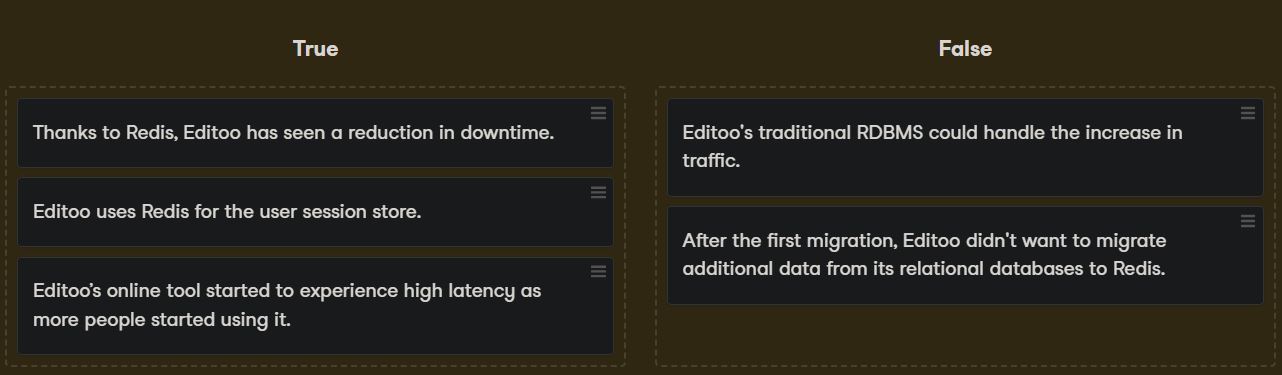 True
Thanks to Redis, Editoo has seen a reduction in downtime.
Editoo uses Redis for the user session store.
Editoo's online tool started to experience high latency as
more people started using it.
False
Editoo's traditional RDBMS could handle the increase in
traffic.
After the first migration, Editoo didn't want to migrate
additional data from its relational databases to Redis.